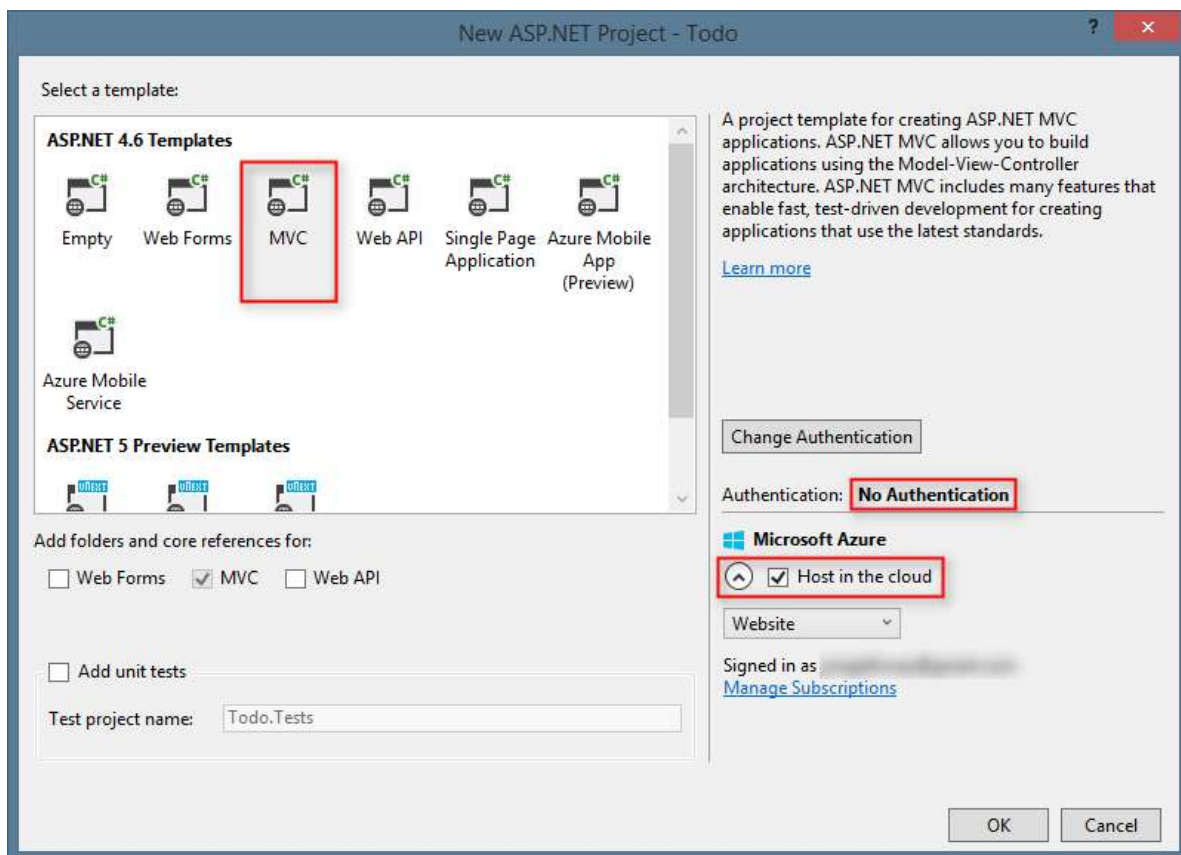 New ASP.NET Project - Todo
?
Select a template:
ASP.NET 4.6 Templates
C#
C#
C#
C#
C#
C#
Empty
Web Forms
MVC
Web API
Single Page
Application
Azure Mobile
App
(Preview)
C#
Azure Mobile
Service
ASP.NET 5 Preview Templates
Add folders and core references for:
Web Forms
MVC
Web API
Add unit tests
Test project name:
Todo.Tests
A project template for creating ASP.NET MVC
applications. ASP.NET MVC allows you to build
applications using the Model-View-Controller
architecture. ASP.NET MVC includes many features that
enable fast, test-driven development for creating
applications that use the latest standards.
Learn more
Change Authentication
Authentication: No Authentication
Microsoft Azure
Host in the cloud
Website
Signed in as
Manage Subscriptions
OK
Cancel